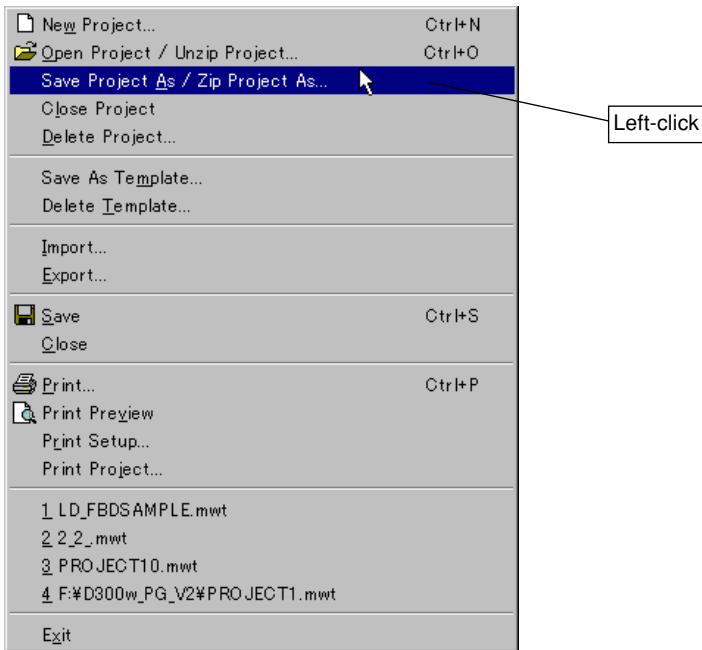 New Project... Ctrl+N
Open Project / Unzip Project... Ctrl+O
Save Project As / Zip Project As...
Close Project
Left-click
Delete Project...
Save As Template...
Delete Template...
Import...
Export...
Save Ctrl+S
Close
Print... Ctrl+P
Print Preview
Print Setup...
Print Project...
1 LD_FBDSAMPLE.mwt
2 2_2_.mwt
3 PROJECT10.mwt
4 F:¥D300w_PG_V2¥PROJECT1.mwt
Exit